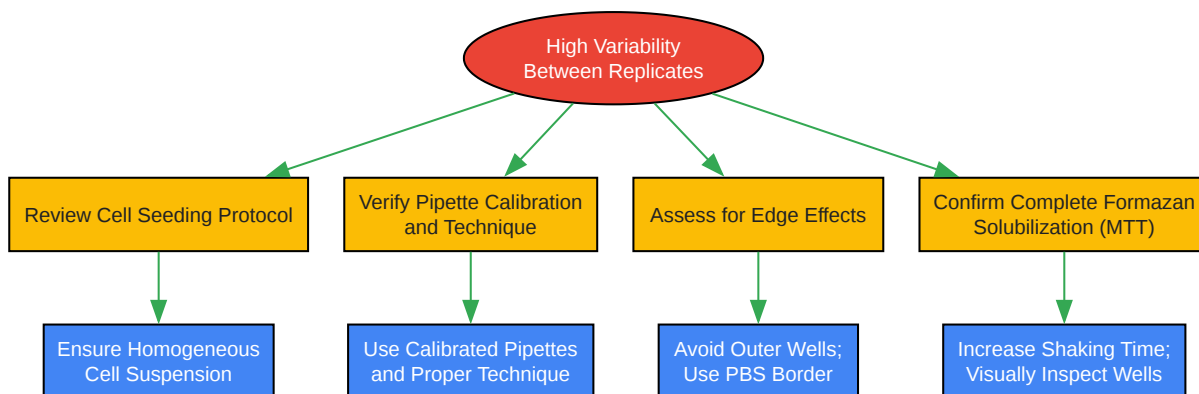 High Variability
Between Replicates
Review Cell Seeding Protocol
Verify Pipette Calibration
and Technique
Assess for Edge Effects
Confirm Complete Formazan
Solubilization (MTT)
Ensure Homogeneous
Cell Suspension
Use Calibrated Pipettes
and Proper Technique
Avoid Outer Wells;
Use PBS Border
Increase Shaking Time;
Visually Inspect Wells